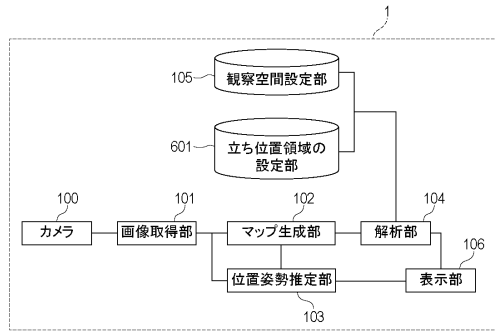 1
105
観察空間設定部
601
立ち位置領域の
設定部
100
101
102
104
カメラ
画像取得部
マップ生成部
解析部
106
位置姿勢推定部
表示部
103